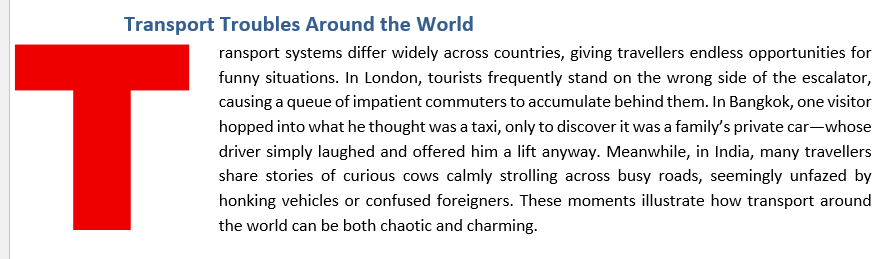 Transport Troubles Around the World
Transport systems differ widely across countries, giving travellers endless opportunities for
funny situations. In London, tourists frequently stand on the wrong side of the escalator,
causing a queue of impatient commuters to accumulate behind them. In Bangkok, one visitor
hopped into what he thought was a taxi, only to discover it was a family’s private car—whose
driver simply laughed and offered him a lift anyway. Meanwhile, in India, many travellers
share stories of curious cows calmly strolling across busy roads, seemingly unfazed by
honking vehicles or confused foreigners. These moments illustrate how transport around
the world can be both chaotic and charming.